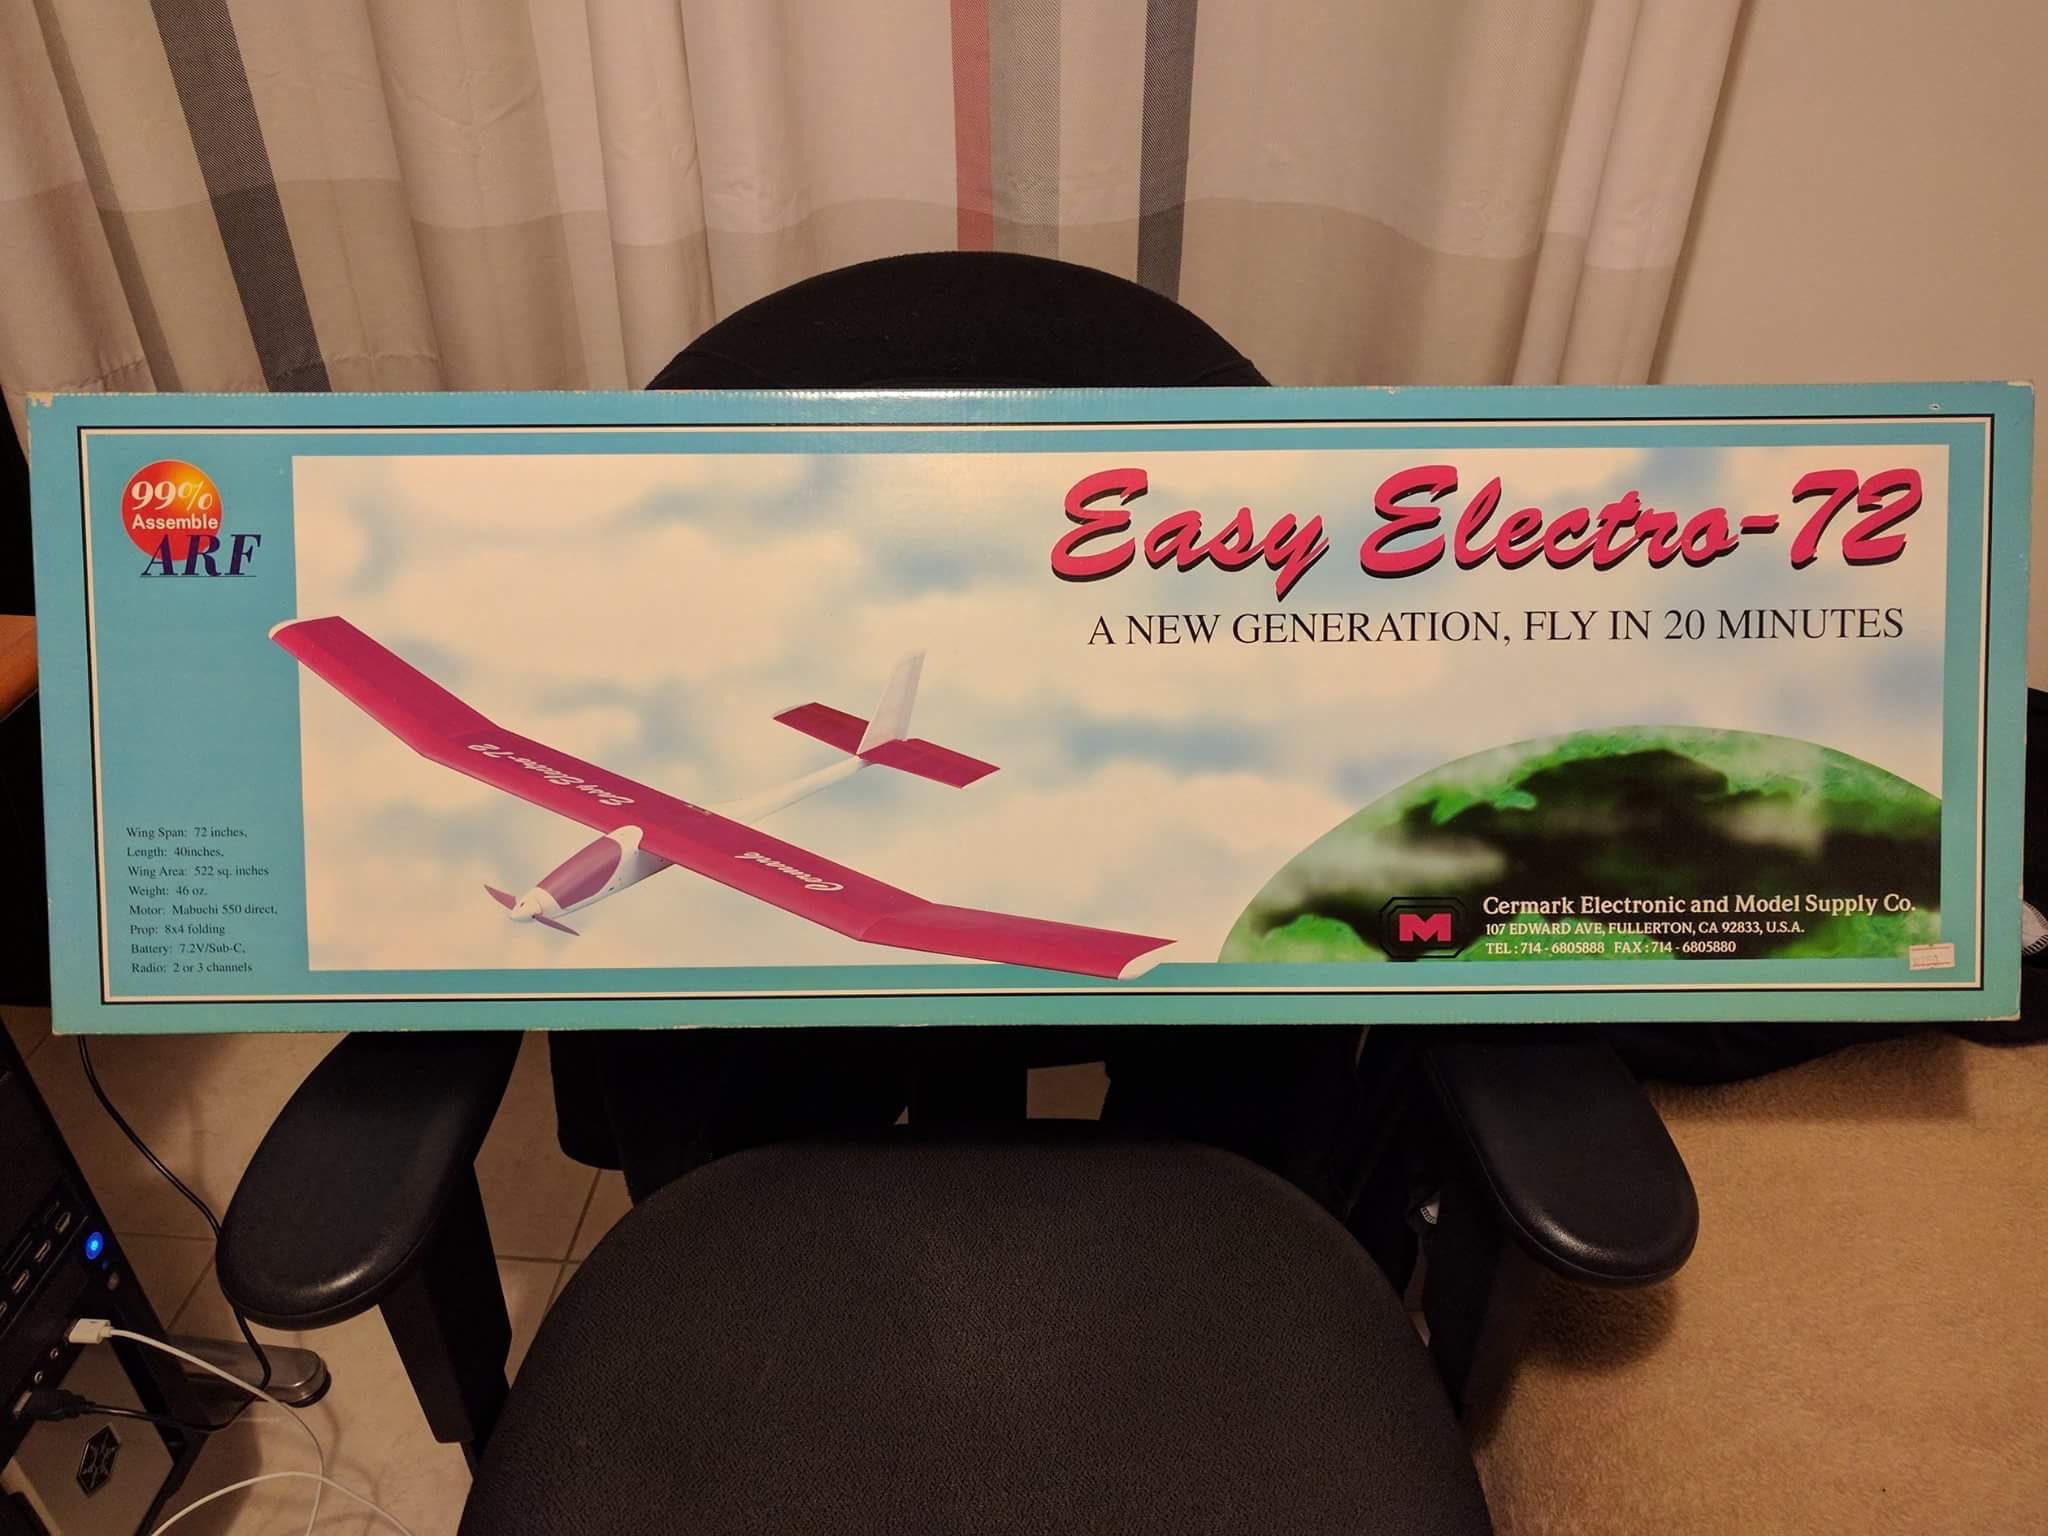 99%
Assemble
ARF
Easy Electro-72
A NEW GENERATION, FLY IN 20 MINUTES
Easy Electro-72
Cermark
Wing Span: 72 inches,
Length: 40inches,
Wing Area: 522 sq. inches
Weight: 46 oz.
Motor: Mabuchi 550 direct,
Prop: 8x4 folding
Battery: 7.2V/Sub-C,
Radio: 2 or 3 channels
M
Cermark Electronic and Model Supply Co.
107 EDWARD AVE, FULLERTON, CA 92833, U.S.A.
TEL : 714 - 6805888 FAX : 714 - 6805880